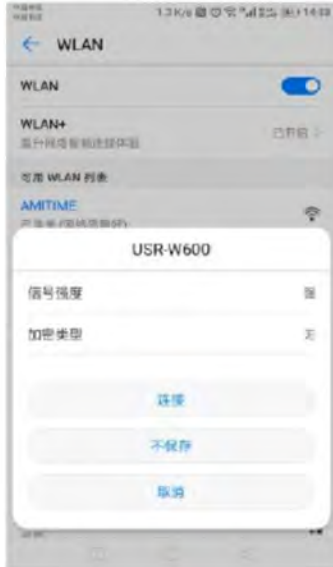 WLAN
WLAN
WLAN+
已开启
可用 WLAN 列表
AMITIME
USR-W600
信号强度
强
加密类型
无
连接
不保存
取消